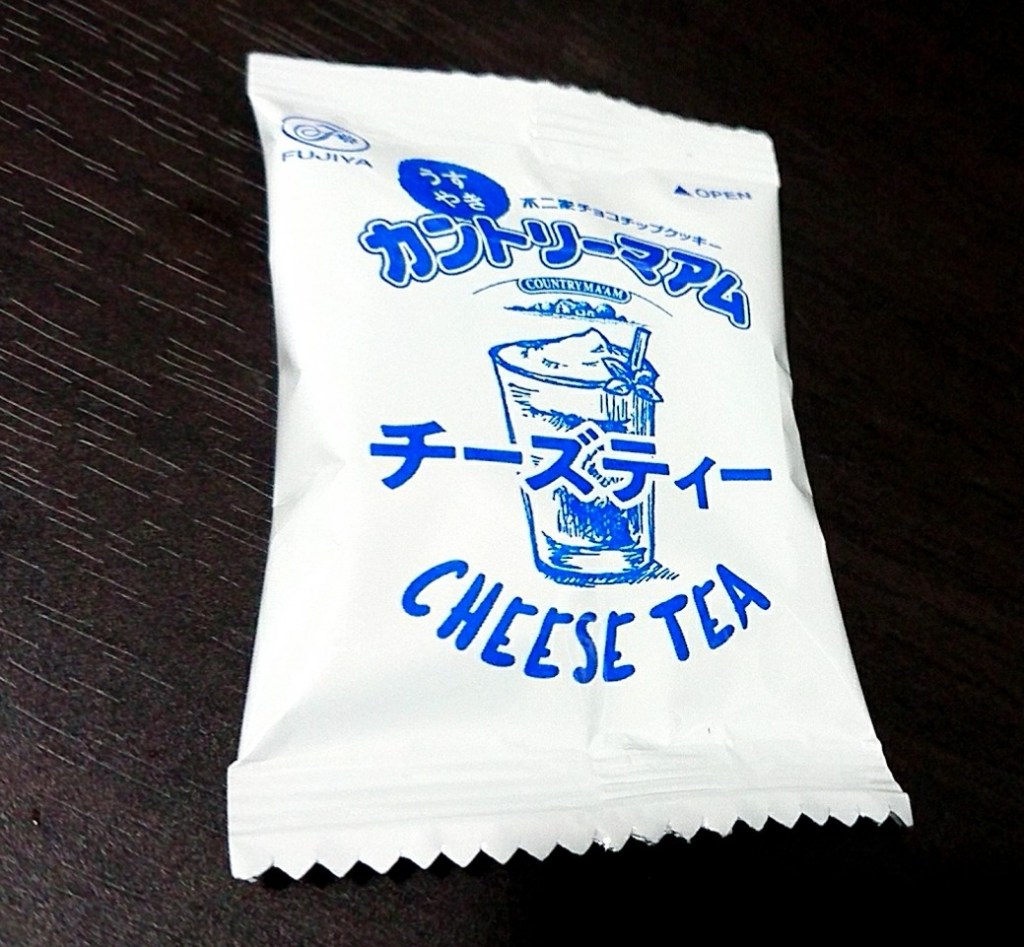 FUJIYA
うす
やき
▲OPEN
不二家チョコチップクッキー
カントリーマアム
COUNTRY MA'AM
チーズティー
CHEESE TEA